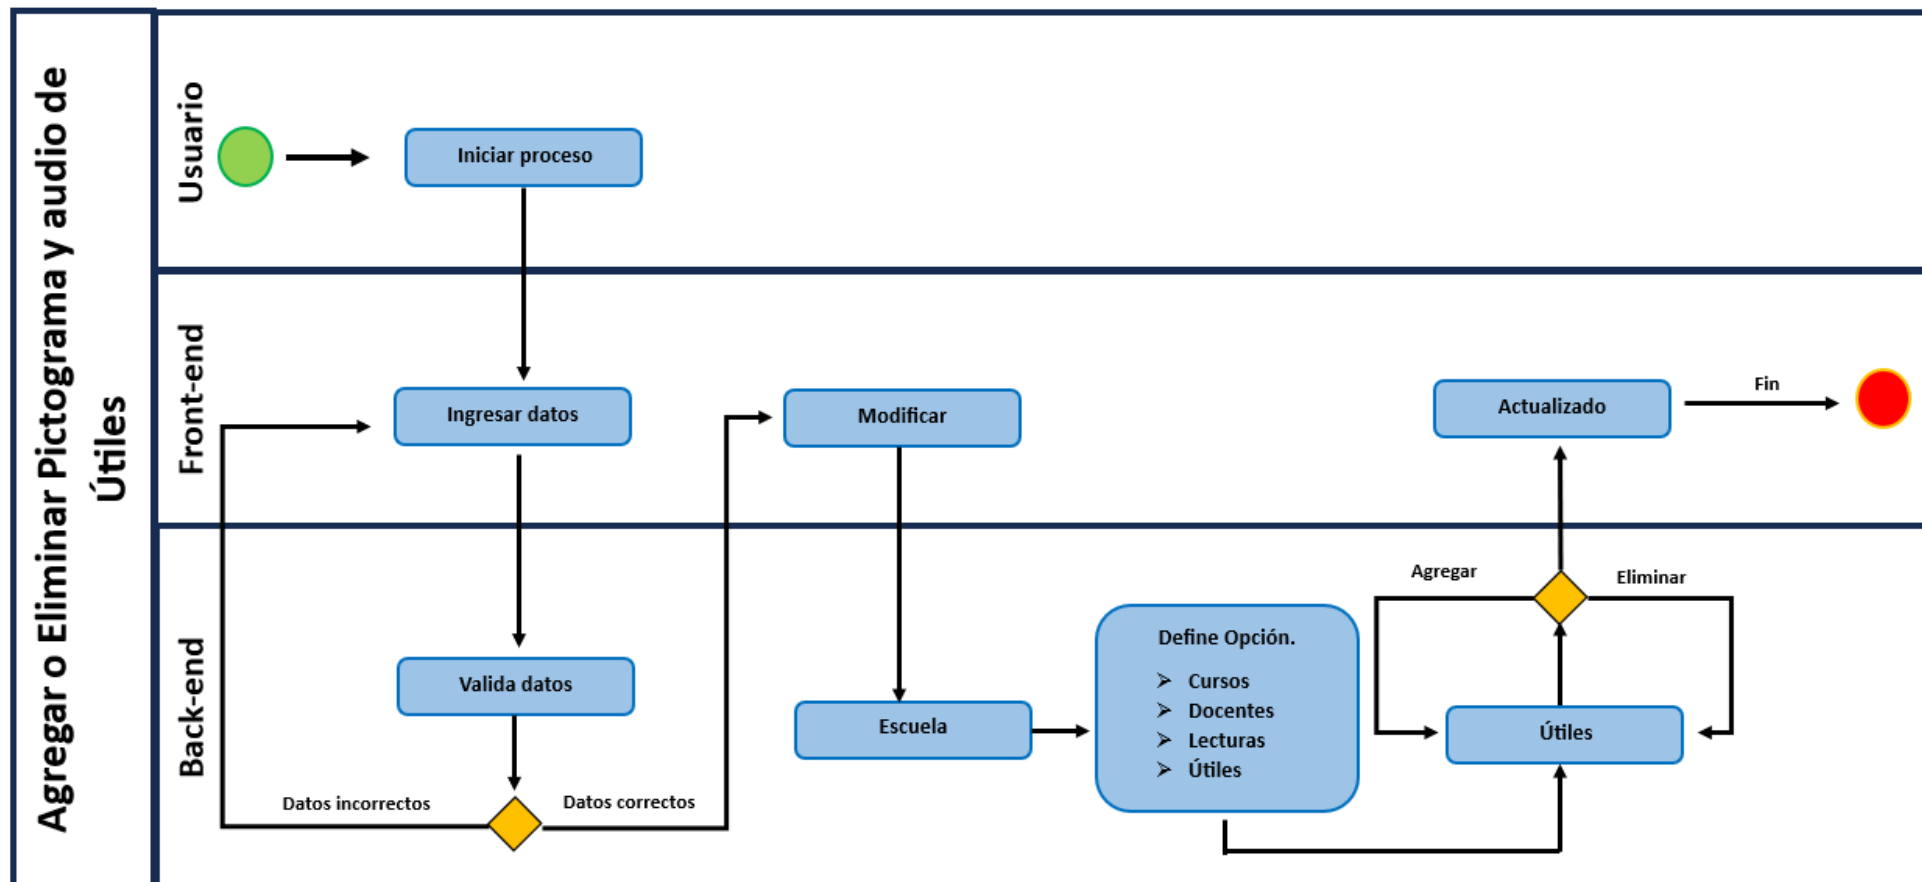 Agregar o Eliminar Pictograma y audio de
Útiles
Usuario
Iniciar proceso
Front-end
Ingresar datos
Modificar
Actualizado
Fin
Back-end
Valida datos
Datos incorrectos
Datos correctos
Escuela
Define Opción.
➢ Cursos
➢ Docentes
➢ Lecturas
➢ Útiles
Agregar
Eliminar
Útiles